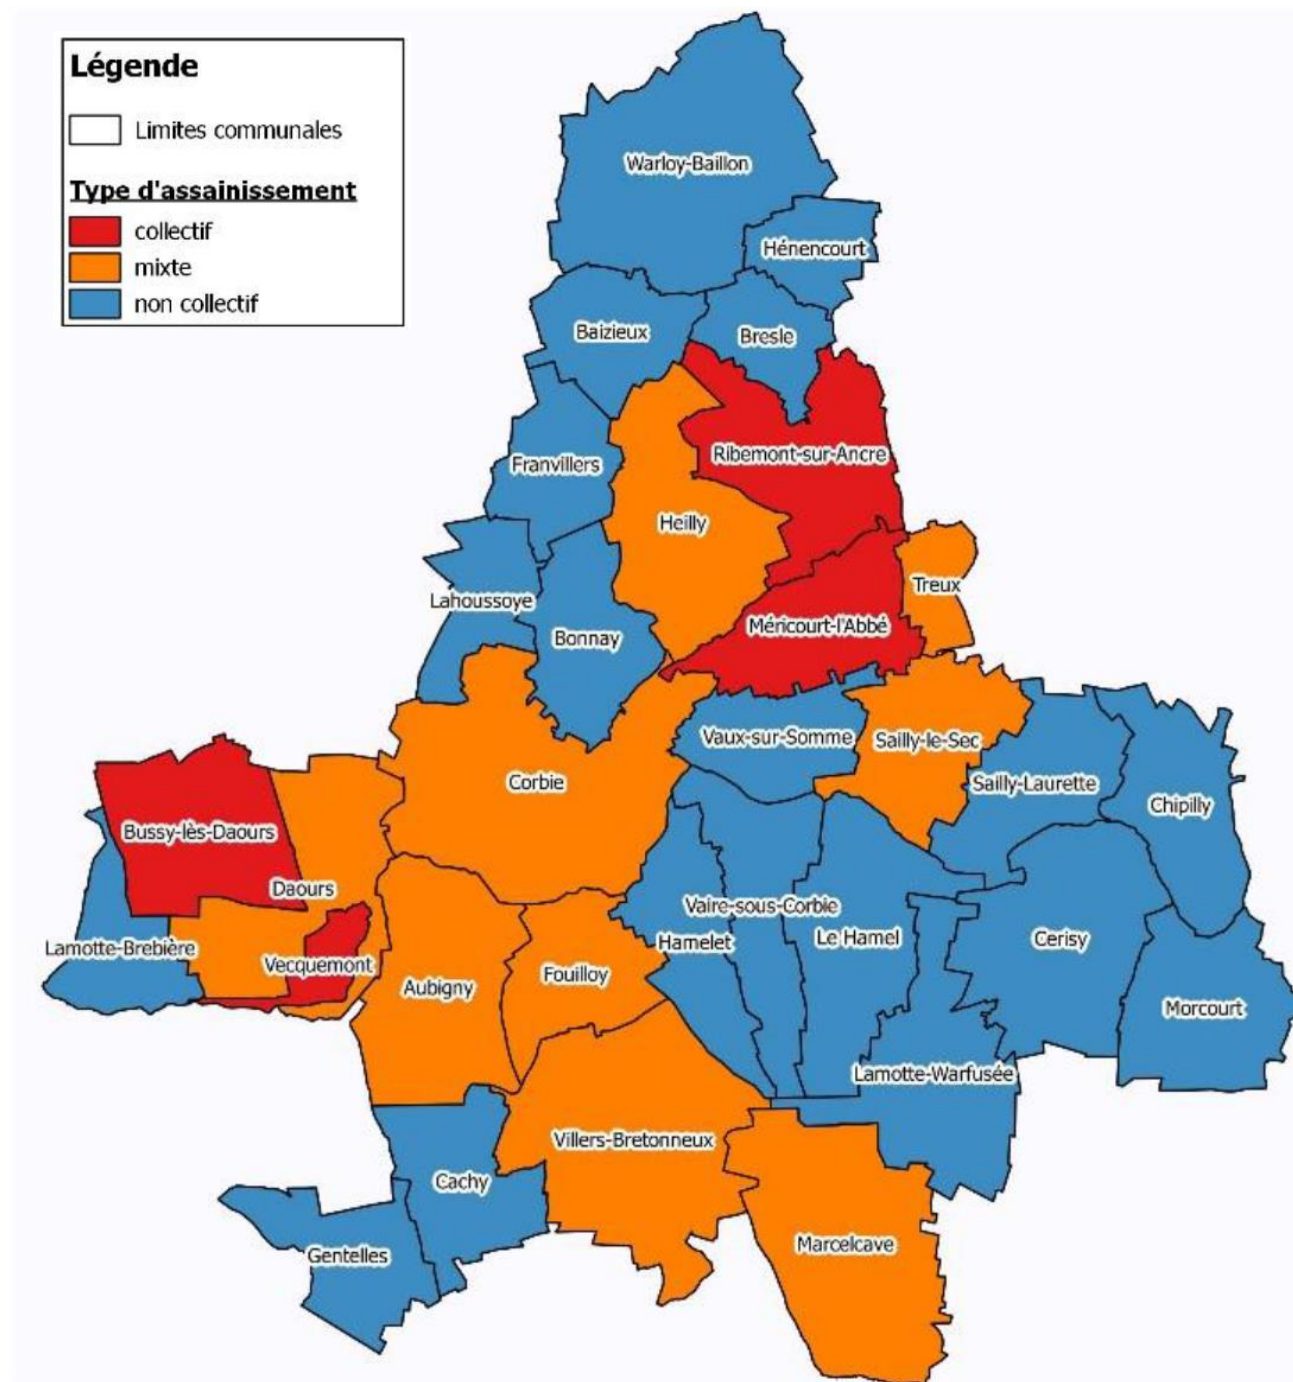 Légende
Limites communales
Type d'assainissement
collectif
mixte
non collectif
Warloy-Baillon
Hénencourt
Baizieux
Bresle
Ribemont-sur-Ancre
Franvillers
Heilly
Treux
Lahoussoye
Méricourt-l'Abbé
Bonnay
Vaux-sur-Somme
Sailly-le-Sec
Corbie
Sailly-Laurette
Chipilly
Bussy-lès-Daours
Daours
Vaire-sous-Corbie
Le Hamel
Cerisy
Hamelet
Lamotte-Brebière
Vecquemont
Fouilloy
Aubigny
Morcourt
Lamotte-Warfusée
Villers-Bretonneux
Cachy
Marcelcave
Gentelles